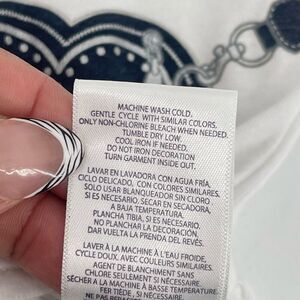 MACHINE WASH COLD.
GENTLE CYCLE WITH SIMILAR COLORS.
ONLY NON-CHLORINE BLEACH WHEN NEEDED.
TUMBLE DRY LOW.
COOL IRON IF NEEDED.
DO NOT IRON DECORATION
TURN GARMENT INSIDE OUT.
LAVAR EN LAVADORA CON AGUA FRÍA,
CICLO DELICADO, CON COLORES SIMILARES.
SOLO USAR BLANQUEADOR SIN CLORO
SI ES NECESARIO. SECAR EN SECADORA,
A BAJA TEMPERATURA.
PLANCHA TIBIA, SI ES NECESARIO.
NO PLANCHAR LA DECORACIÓN.
DAR VUELTA LA PRENDA DEL REVÉS.
LAVER À LA MACHINE À L'EAU FROIDE,
CYCLE DOUX, AVEC COULEURS SIMILAIRES.
AGENT DE BLANCHIMENT SANS
CHLORE SEULEMENT SI NÉCESSAIRE.
SÉCHER À LA MACHINE À BASSE TEMPÉRATURE.
FER TIÈDE, SI NÉCESSAIRE.
NE PAS REPASSER